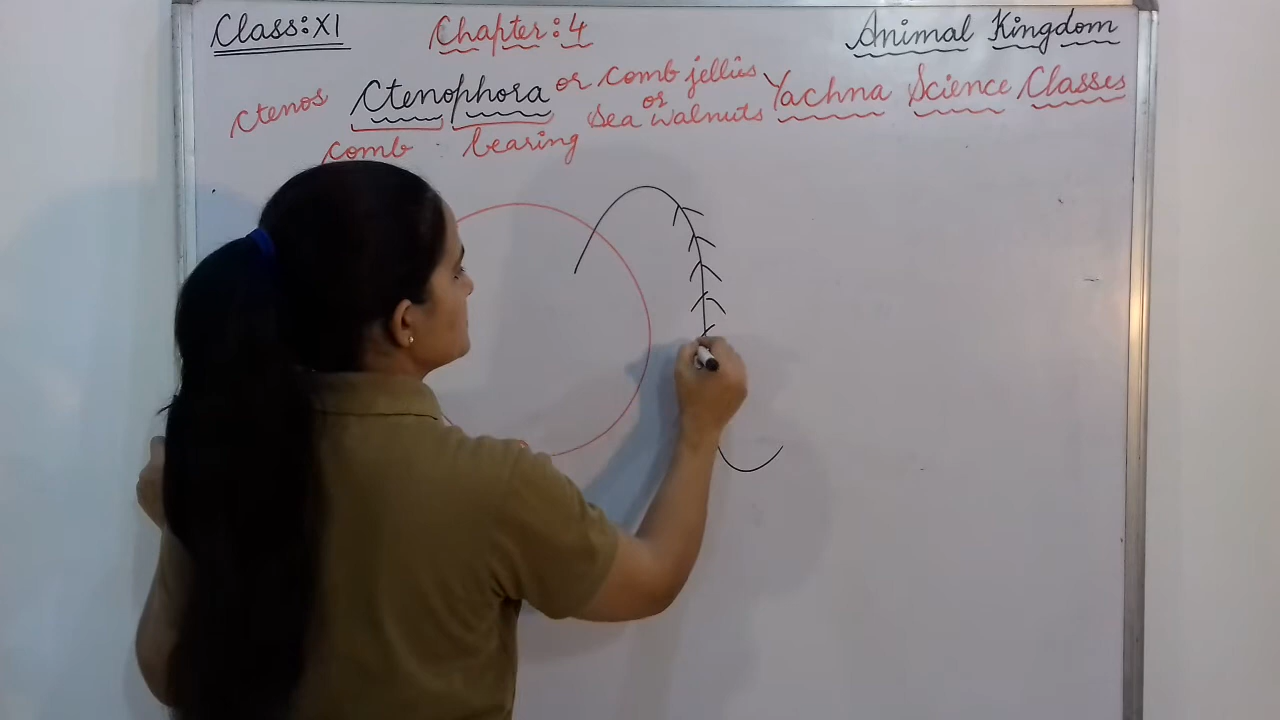 Class:XI Chapter:4 Animal Kingdom
ctenos Ctenophora or comb jellies Yachna Science Classes
or
Sea walnuts
comb bearing